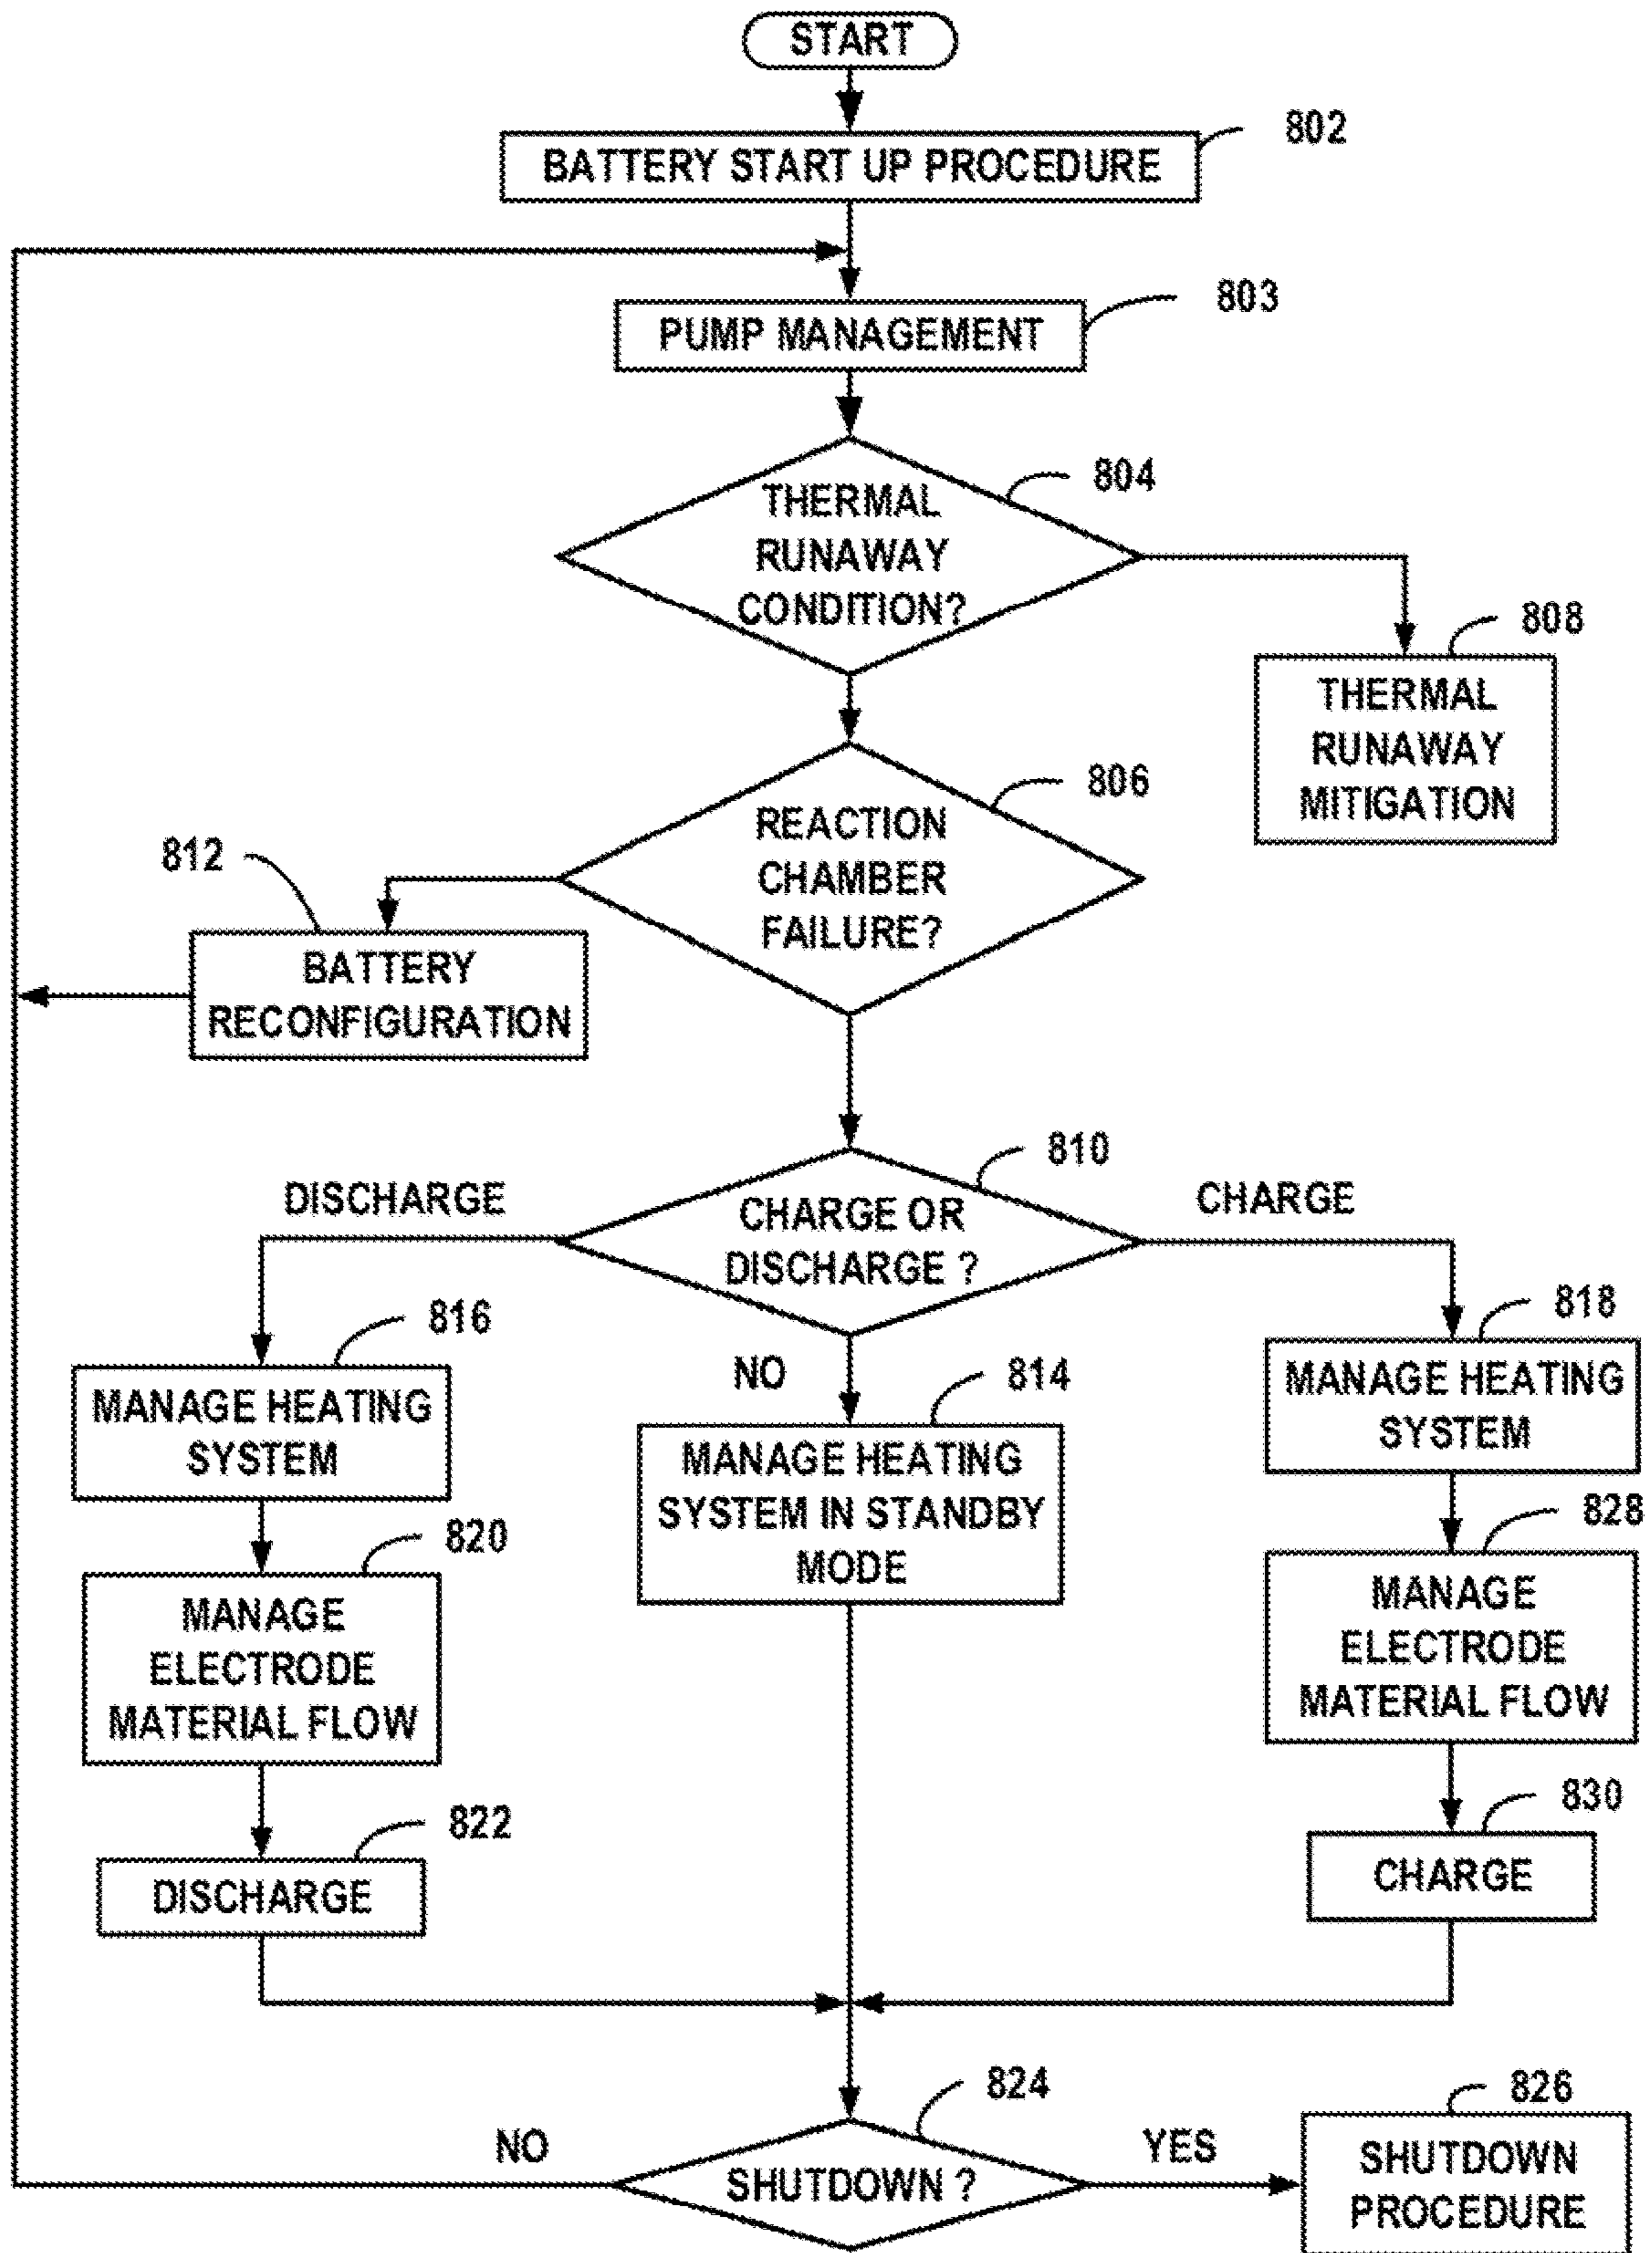 START
802
BATTERY START UP PROCEDURE
803
PUMP MANAGEMENT
804
THERMAL
RUNAWAY
CONDITION?
808
THERMAL
RUNAWAY
MITIGATION
806
REACTION
CHAMBER
FAILURE?
812
BATTERY
RECONFIGURATION
810
DISCHARGE
CHARGE OR
DISCHARGE ?
CHARGE
816
MANAGE HEATING
SYSTEM
NO
814
MANAGE HEATING
SYSTEM IN STANDBY
MODE
818
MANAGE HEATING
SYSTEM
820
MANAGE
ELECTRODE
MATERIAL FLOW
828
MANAGE
ELECTRODE
MATERIAL FLOW
822
DISCHARGE
830
CHARGE
824
NO
SHUTDOWN ?
YES
826
SHUTDOWN
PROCEDURE